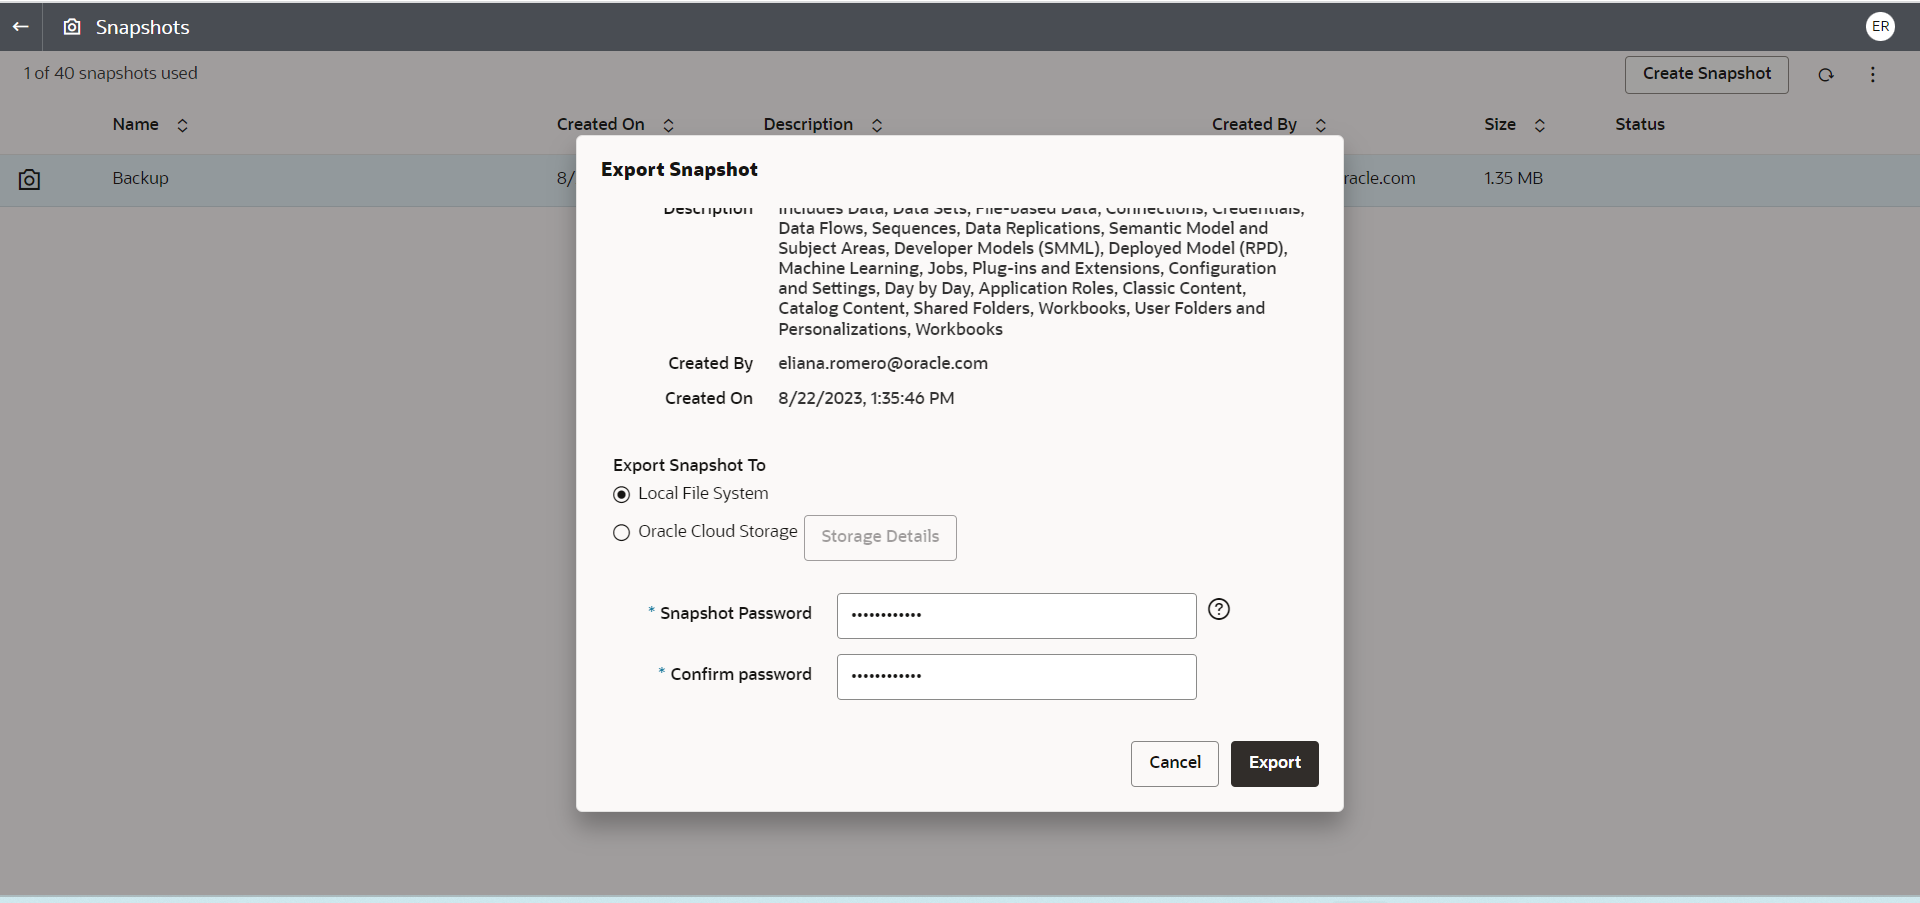 Snapshots
ER
1 of 40 snapshots used
Create Snapshot
Name
Created On
Description
Created By
Size
Status
Backup
8/
racle.com
1.35 MB
Export Snapshot
Description
Includes Data, Data Sets, File-based Data, Connections, Credentials,
Data Flows, Sequences, Data Replications, Semantic Model and
Subject Areas, Developer Models (SMML), Deployed Model (RPD),
Machine Learning, Jobs, Plug-ins and Extensions, Configuration
and Settings, Day by Day, Application Roles, Classic Content,
Catalog Content, Shared Folders, Workbooks, User Folders and
Personalizations, Workbooks
Created By eliana.romero@oracle.com
Created On 8/22/2023, 1:35:46 PM
Export Snapshot To
Local File System
Oracle Cloud Storage
Storage Details
* Snapshot Password ••••••••••••
* Confirm password ••••••••••••
Cancel
Export